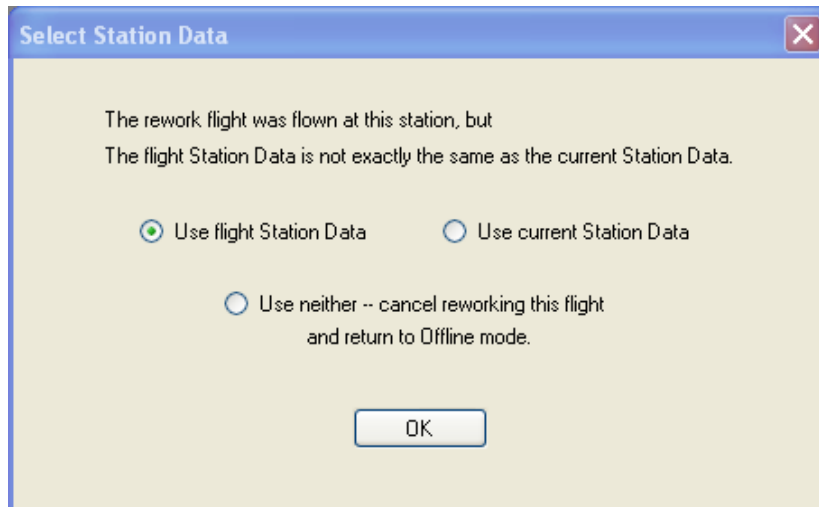 Select Station Data
The rework flight was flown at this station, but
The flight Station Data is not exactly the same as the current Station Data.
Use flight Station Data
Use current Station Data
Use neither -- cancel reworking this flight
and return to Offline mode.
OK